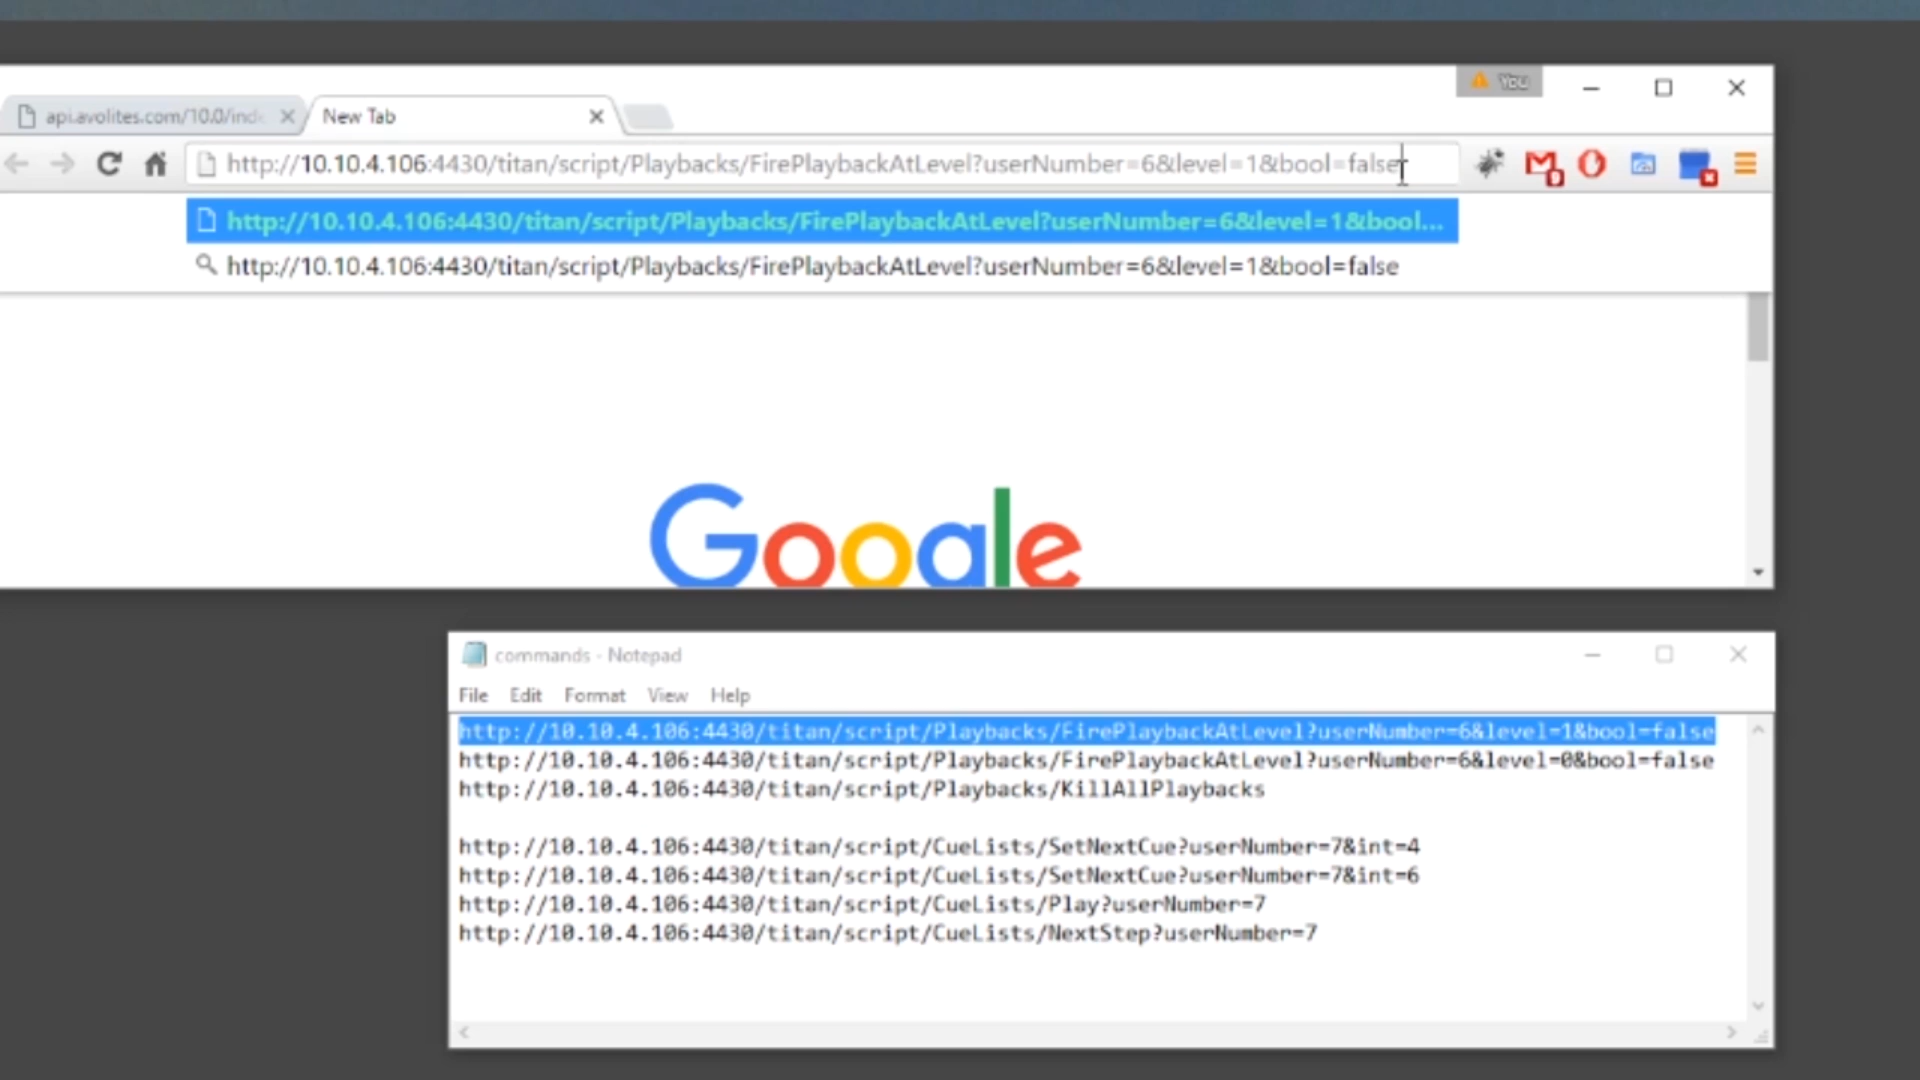 You
api.avolites.com/10.0/ind
New Tab
http://10.10.4.106:4430/titan/script/Playbacks/FirePlaybackAtLevel?userNumber=6&level=1&bool=false
http://10.10.4.106:4430/titan/script/Playbacks/FirePlaybackAtLevel?userNumber=6&level=1&bool...
http://10.10.4.106:4430/titan/script/Playbacks/FirePlaybackAtLevel?userNumber=6&level=1&bool=false
Google
commands - Notepad
File Edit Format View Help
http://10.10.4.106:4430/titan/script/Playbacks/FirePlaybackAtLevel?userNumber=6&level=1&bool=false
http://10.10.4.106:4430/titan/script/Playbacks/FirePlaybackAtLevel?userNumber=6&level=0&bool=false
http://10.10.4.106:4430/titan/script/Playbacks/KillAllPlaybacks
http://10.10.4.106:4430/titan/script/CueLists/SetNextCue?userNumber=7&int=4
http://10.10.4.106:4430/titan/script/CueLists/SetNextCue?userNumber=7&int=6
http://10.10.4.106:4430/titan/script/CueLists/Play?userNumber=7
http://10.10.4.106:4430/titan/script/CueLists/NextStep?userNumber=7